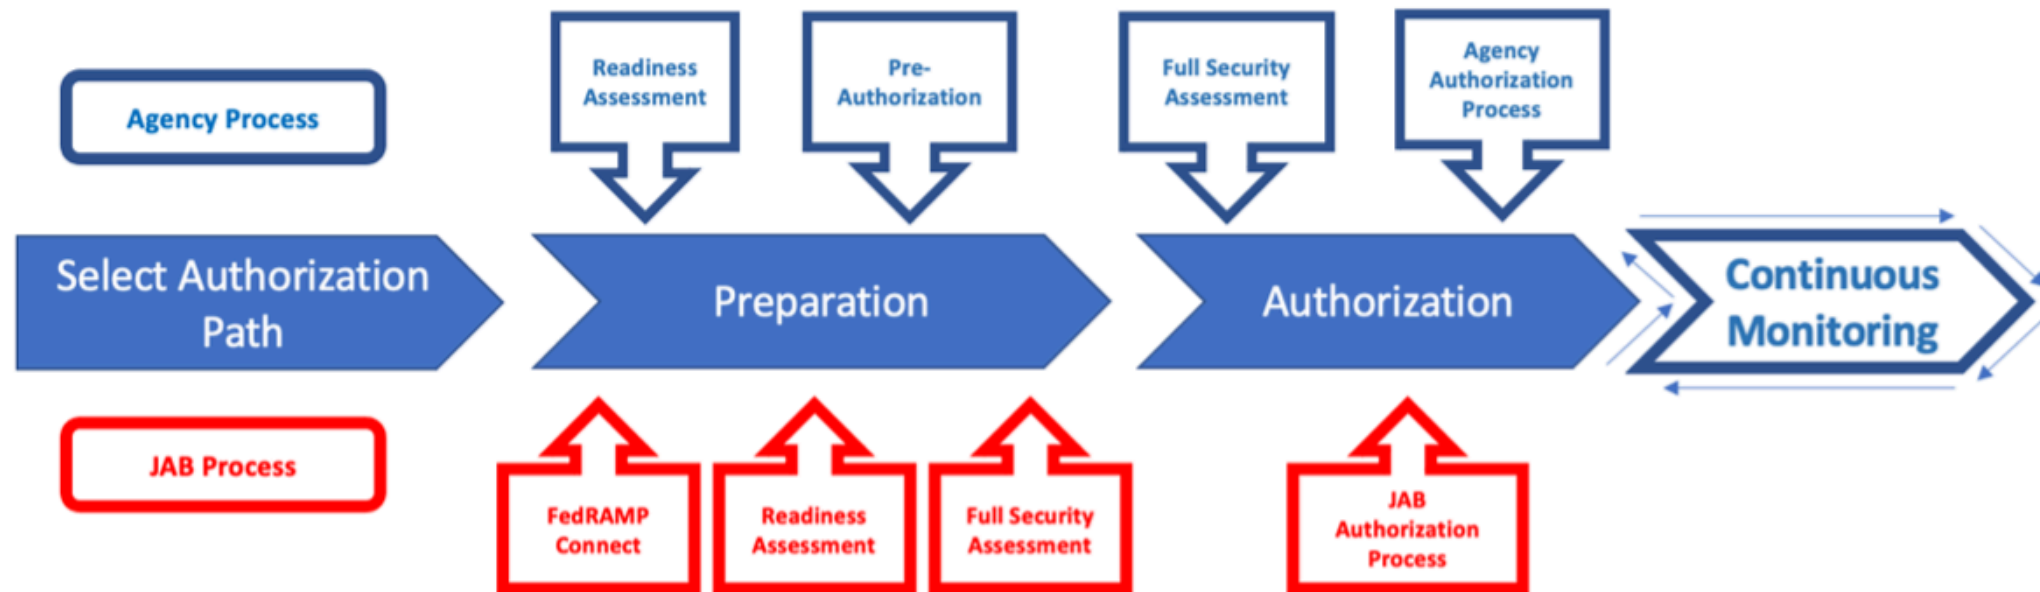 Readiness
Assessment
Pre-
Authorization
Full Security
Assessment
Agency
Authorization
Process
Agency Process
Select Authorization
Path
Preparation
Authorization
Continuous
Monitoring
JAB Process
FedRAMP
Connect
Readiness
Assessment
Full Security
Assessment
JAB
Authorization
Process